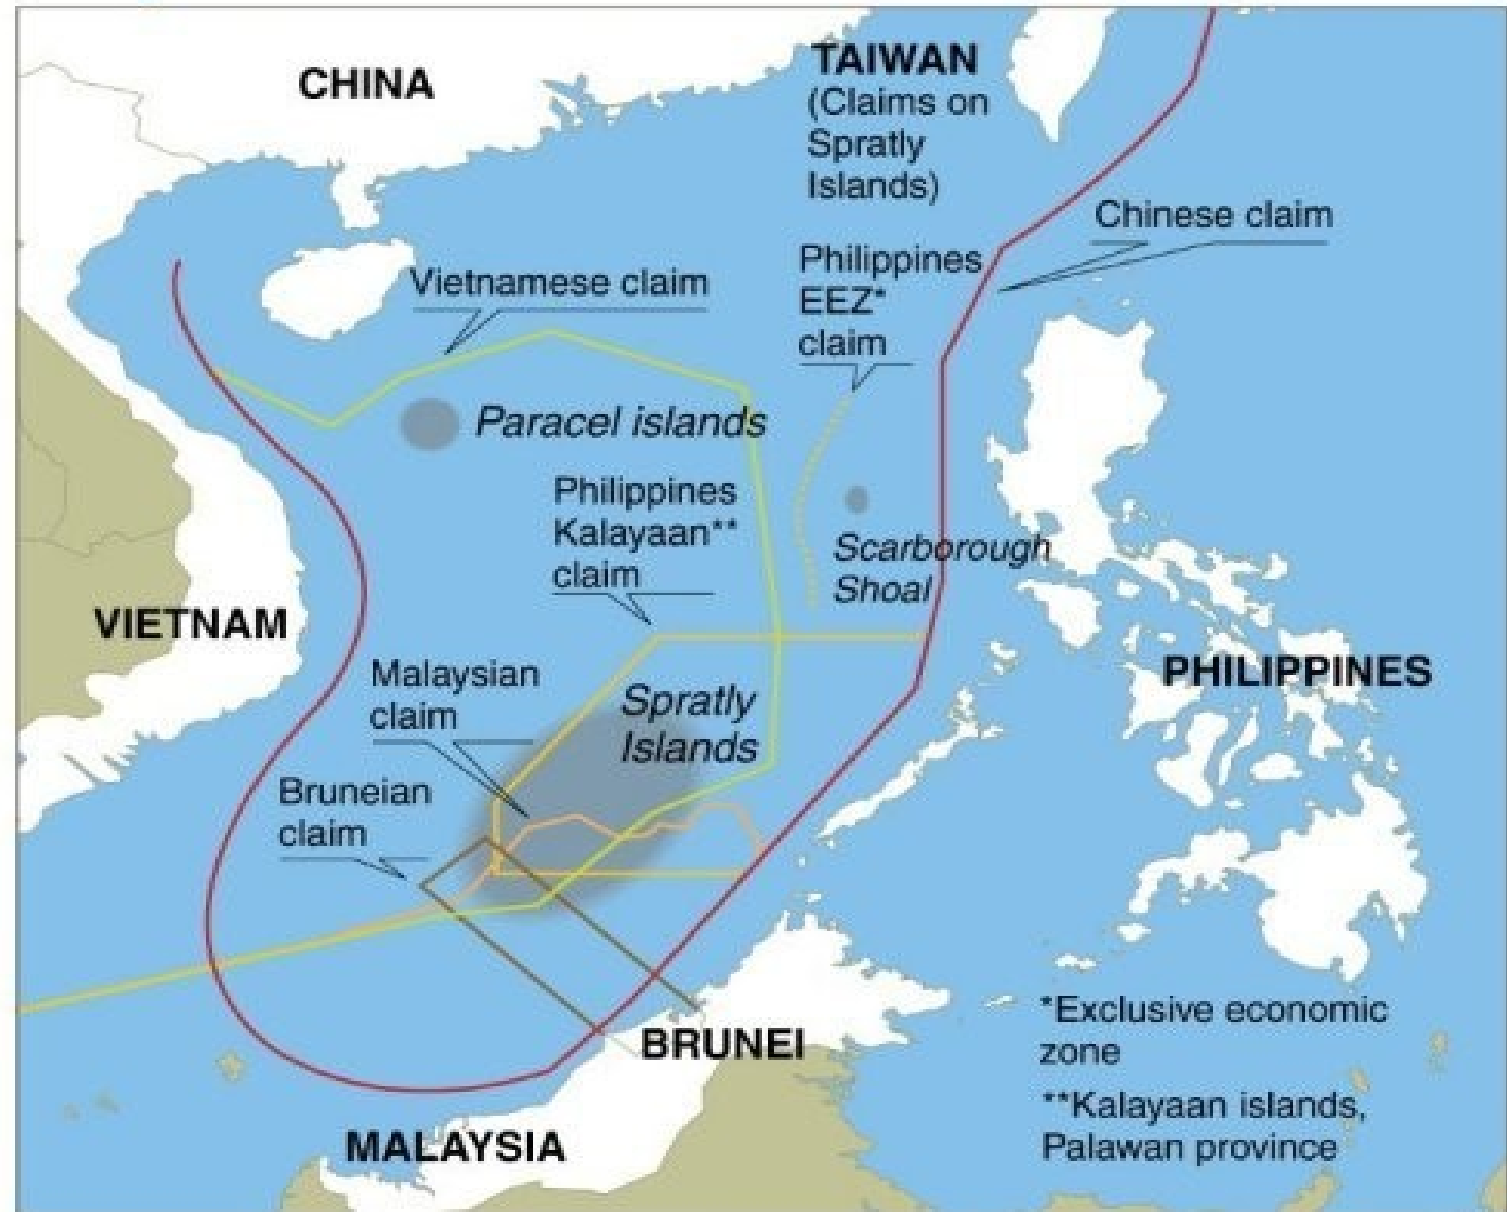 CHINA
TAIWAN
(Claims on
Spratly
Islands)
Chinese claim
Philippines
EEZ*
claim
Vietnamese claim
Paracel islands
Philippines
Kalayaan**
claim
Scarborough
Shoal
VIETNAM
PHILIPPINES
Malaysian
claim
Spratly
Islands
Bruneian
claim
BRUNEI
MALAYSIA
*Exclusive economic
zone
**Kalayaan islands,
Palawan province